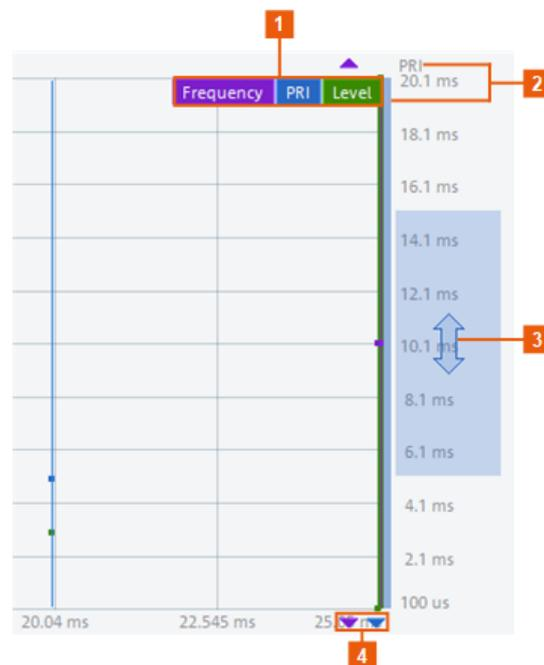 1
PRI
20.1 ms
2
Frequency PRI Level
18.1 ms
16.1 ms
14.1 ms
12.1 ms
10.1 ms
3
8.1 ms
6.1 ms
4.1 ms
2.1 ms
100 us
20.04 ms 22.545 ms
4